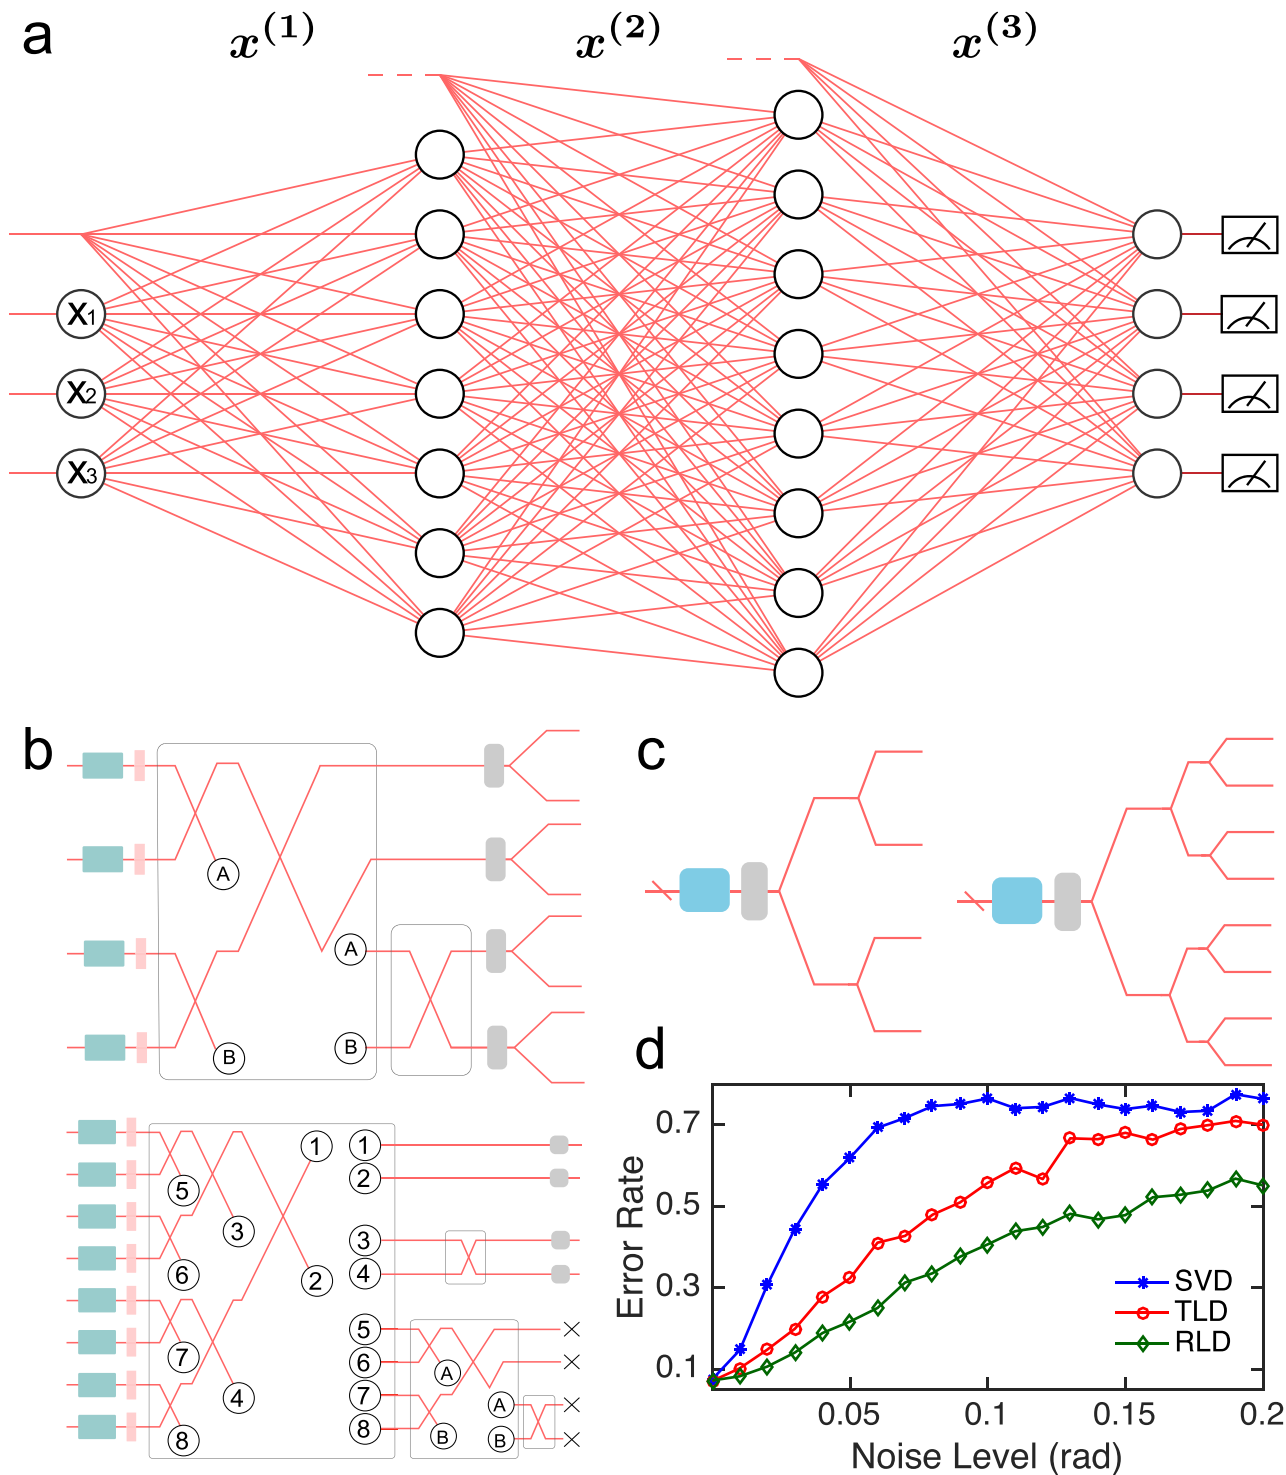 a
x^(1) x^(2) x^(3)
X1
X2
X3
b
A
A
B
B
1
1
2
5
3
3
6
4
2
5
7
6
A
4
7
A
8
8
B
B
c
d
Error Rate
0.7
0.5
0.3
0.1
SVD
TLD
RLD
0.05 0.1 0.15 0.2
Noise Level (rad)